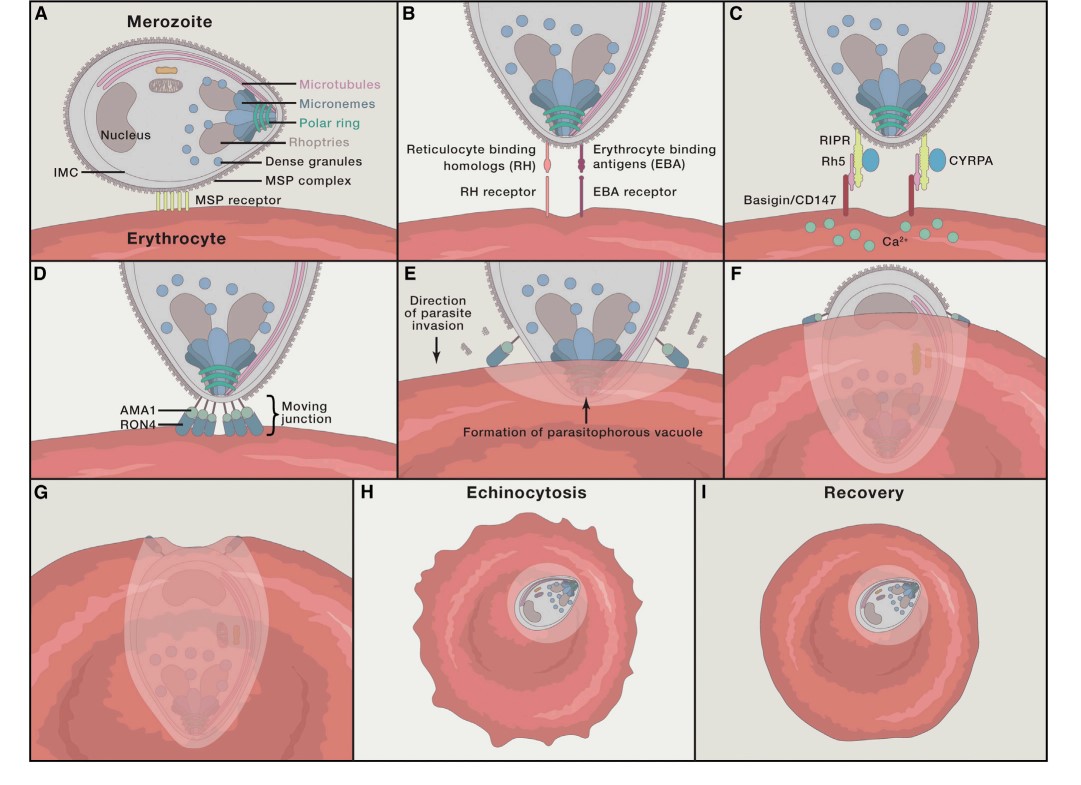 A
Merozoite
Microtubules
Micronemes
Polar ring
Rhoptries
Dense granules
MSP complex
MSP receptor
Nucleus
IMC
Erythrocyte
B
Reticulocyte binding
homologs (RH)
Erythrocyte binding
antigens (EBA)
RH receptor
EBA receptor
C
RIPR
Rh5
CYRPA
Basigin/CD147
Ca²⁺
D
AMA1
RON4
Moving
junction
E
Direction
of parasite
invasion
Formation of parasitophorous vacuole
F
G
H
Echinocytosis
I
Recovery